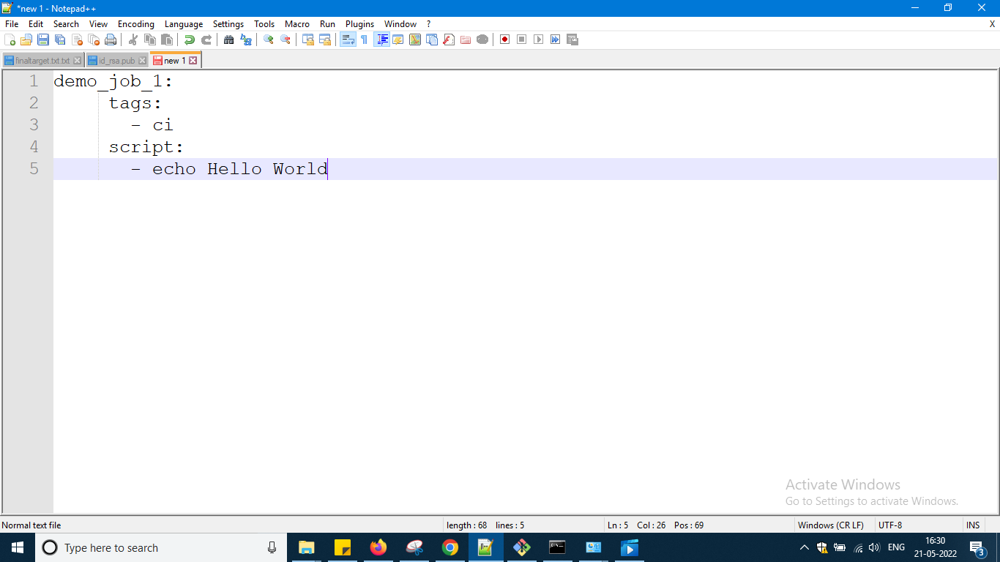 *new 1 - Notepad++
File Edit Search View Encoding Language Settings Tools Macro Run Plugins Window ? X
finaltarget.txt.txt id_rsa.pub new 1
1 demo_job_1:
2 tags:
3 - ci
4 script:
5 - echo Hello World
Activate Windows
Go to Settings to activate Windows.
Normal text file length : 68 lines : 5 Ln : 5 Col : 26 Pos : 69 Windows (CR LF) UTF-8 INS
Type here to search ENG 16:30
21-05-2022 3